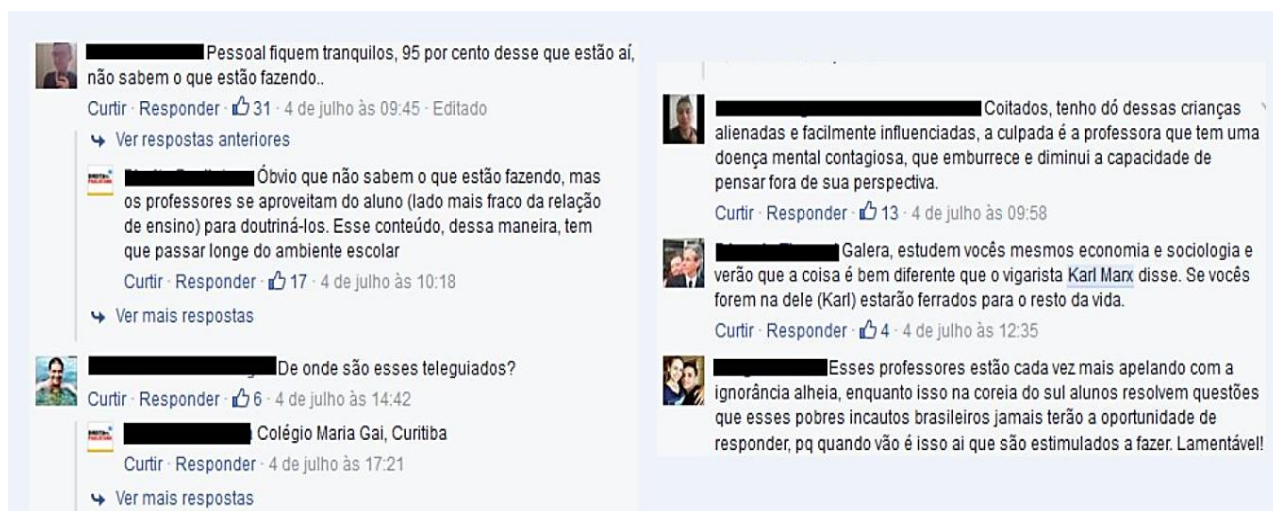 Pessoal fiquem tranquilos, 95 por cento desse que estão aí,
não sabem o que estão fazendo..
Curtir · Responder · 31 · 4 de julho às 09:45 · Editado
Ver respostas anteriores
Óbvio que não sabem o que estão fazendo, mas
os professores se aproveitam do aluno (lado mais fraco da relação
de ensino) para doutriná-los. Esse conteúdo, dessa maneira, tem
que passar longe do ambiente escolar
Curtir · Responder · 17 · 4 de julho às 10:18
Ver mais respostas
De onde são esses teleguiados?
Curtir · Responder · 6 · 4 de julho às 14:42
Colégio Maria Gai, Curitiba
Curtir · Responder · 4 de julho às 17:21
Ver mais respostas
Coitados, tenho dó dessas crianças
alienadas e facilmente influenciadas, a culpada é a professora que tem uma
doença mental contagiosa, que emburrece e diminui a capacidade de
pensar fora de sua perspectiva.
Curtir · Responder · 13 · 4 de julho às 09:58
Galera, estudem vocês mesmos economia e sociologia e
verão que a coisa é bem diferente que o vigarista Karl Marx disse. Se vocês
forem na dele (Karl) estarão ferrados para o resto da vida.
Curtir · Responder · 4 · 4 de julho às 12:35
Esses professores estão cada vez mais apelando com a
ignorância alheia, enquanto isso na coreia do sul alunos resolvem questões
que esses pobres incautos brasileiros jamais terão a oportunidade de
responder, pq quando vão é isso ai que são estimulados a fazer. Lamentável!